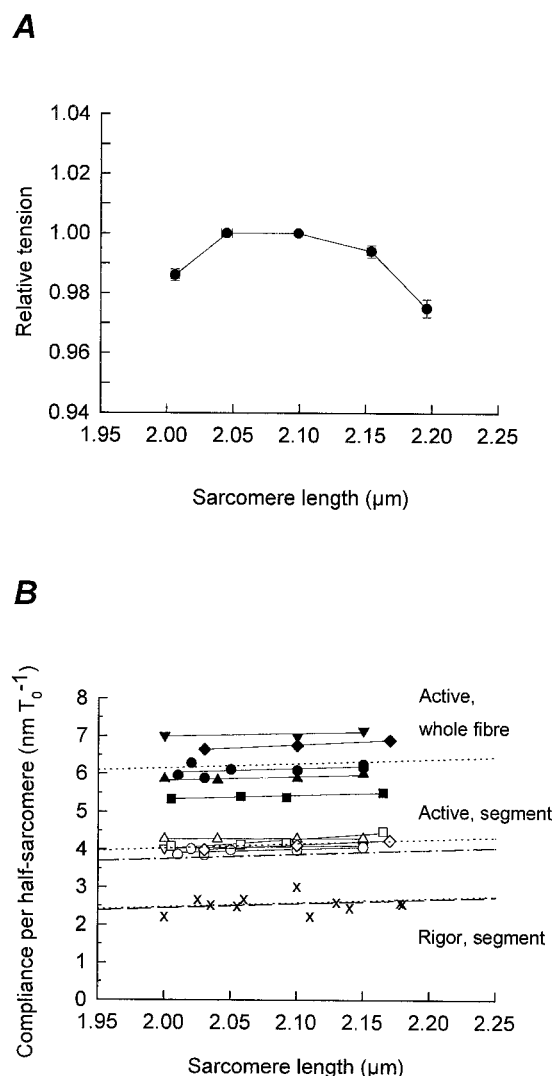 A
1.04
1.02
1.00
0.98
0.96
0.94
Relative tension
1.95 2.00 2.05 2.10 2.15 2.20 2.25
Sarcomere length (µm)
B
8
7
6
5
4
3
2
1
0
Compliance per half-sarcomere (nm T₀⁻¹)
Active,
whole fibre
Active, segment
Rigor, segment
1.95 2.00 2.05 2.10 2.15 2.20 2.25
Sarcomere length (µm)